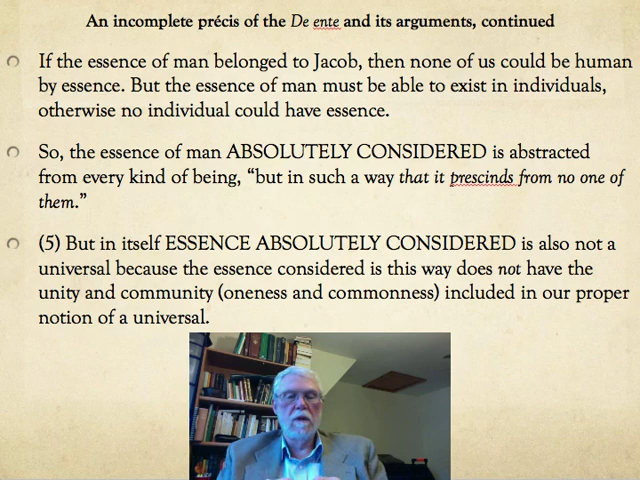 An incomplete précis of the De ente and its arguments, continued
If the essence of man belonged to Jacob, then none of us could be human
by essence. But the essence of man must be able to exist in individuals,
otherwise no individual could have essence.
So, the essence of man ABSOLUTELY CONSIDERED is abstracted
from every kind of being, “but in such a way that it prescinds from no one of
them.”
(5) But in itself ESSENCE ABSOLUTELY CONSIDERED is also not a
universal because the essence considered is this way does not have the
unity and community (oneness and commonness) included in our proper
notion of a universal.